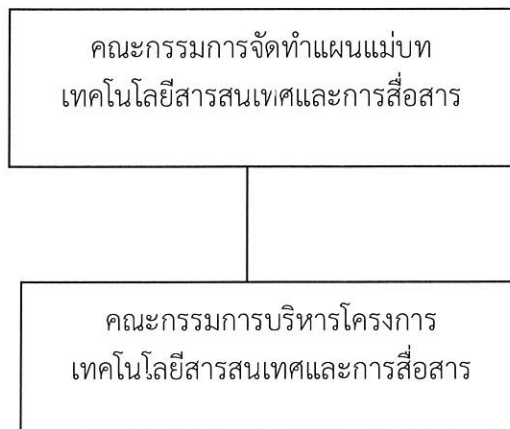 คณะกรรมการจัดทำแผนแม่บท
เทคโนโลยีสารสนเทศและการสื่อสาร
คณะกรรมการบริหารโครงการ
เทคโนโลยีสารสนเทศและการสื่อสาร